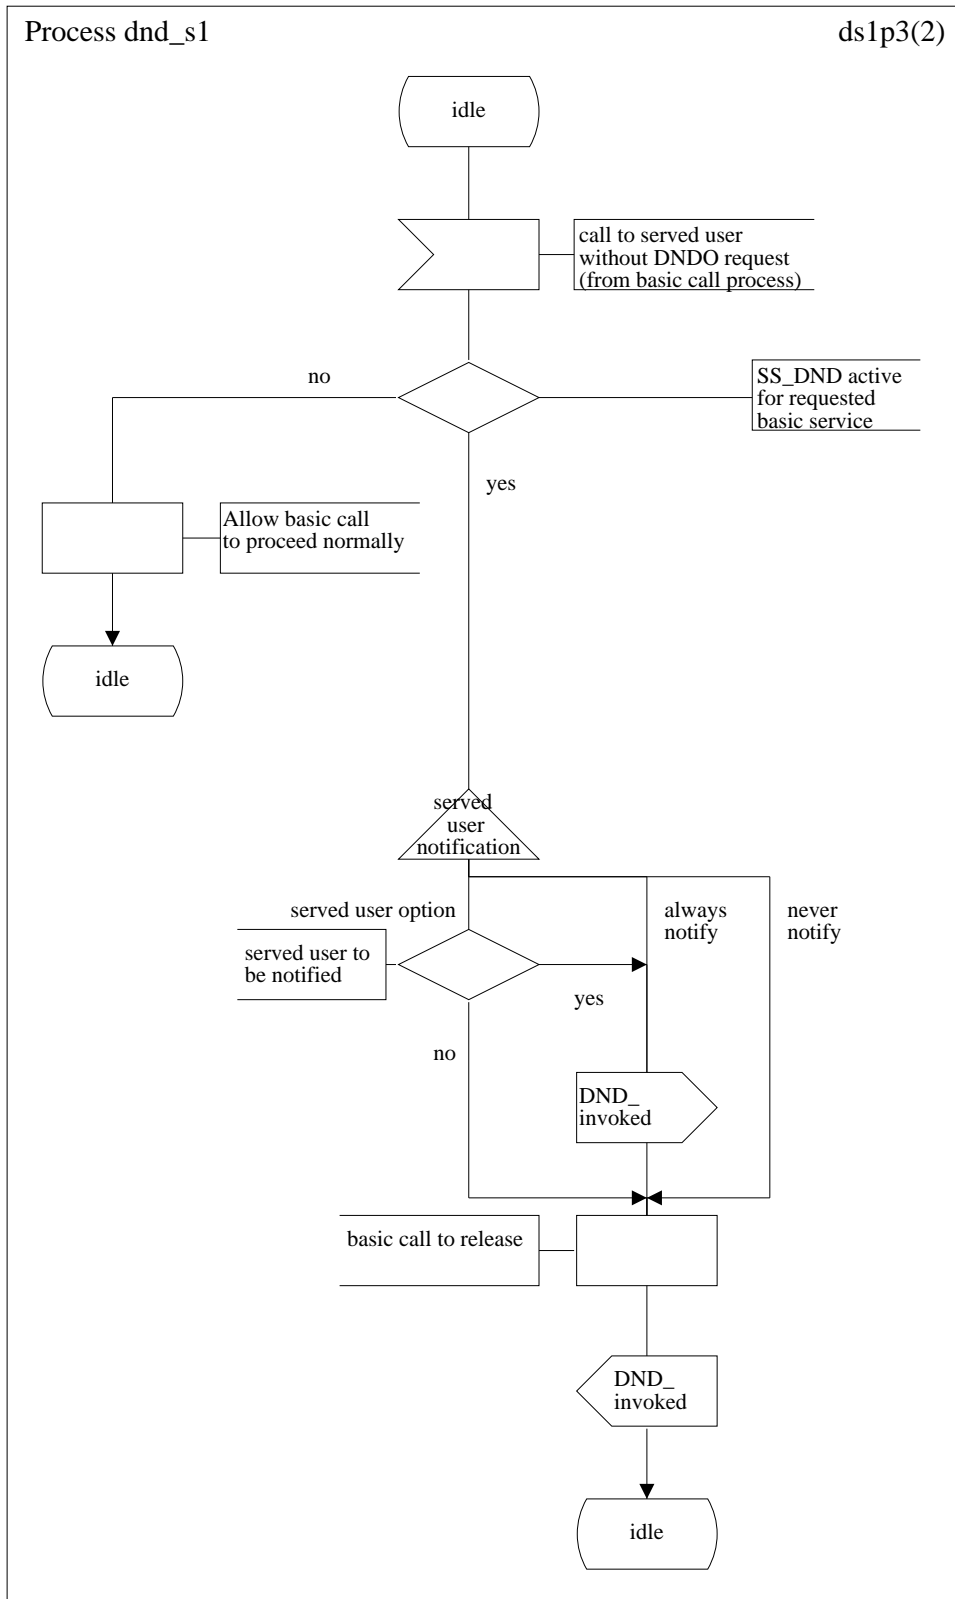 Process dnd_s1
ds1p3(2)
idle
call to served user
without DNDO request
(from basic call process)
no
SS_DND active
for requested
basic service
yes
Allow basic call
to proceed normally
idle
served
user
notification
served user option
always
notify
never
notify
served user to
be notified
yes
no
DND_
invoked
basic call to release
DND_
invoked
idle